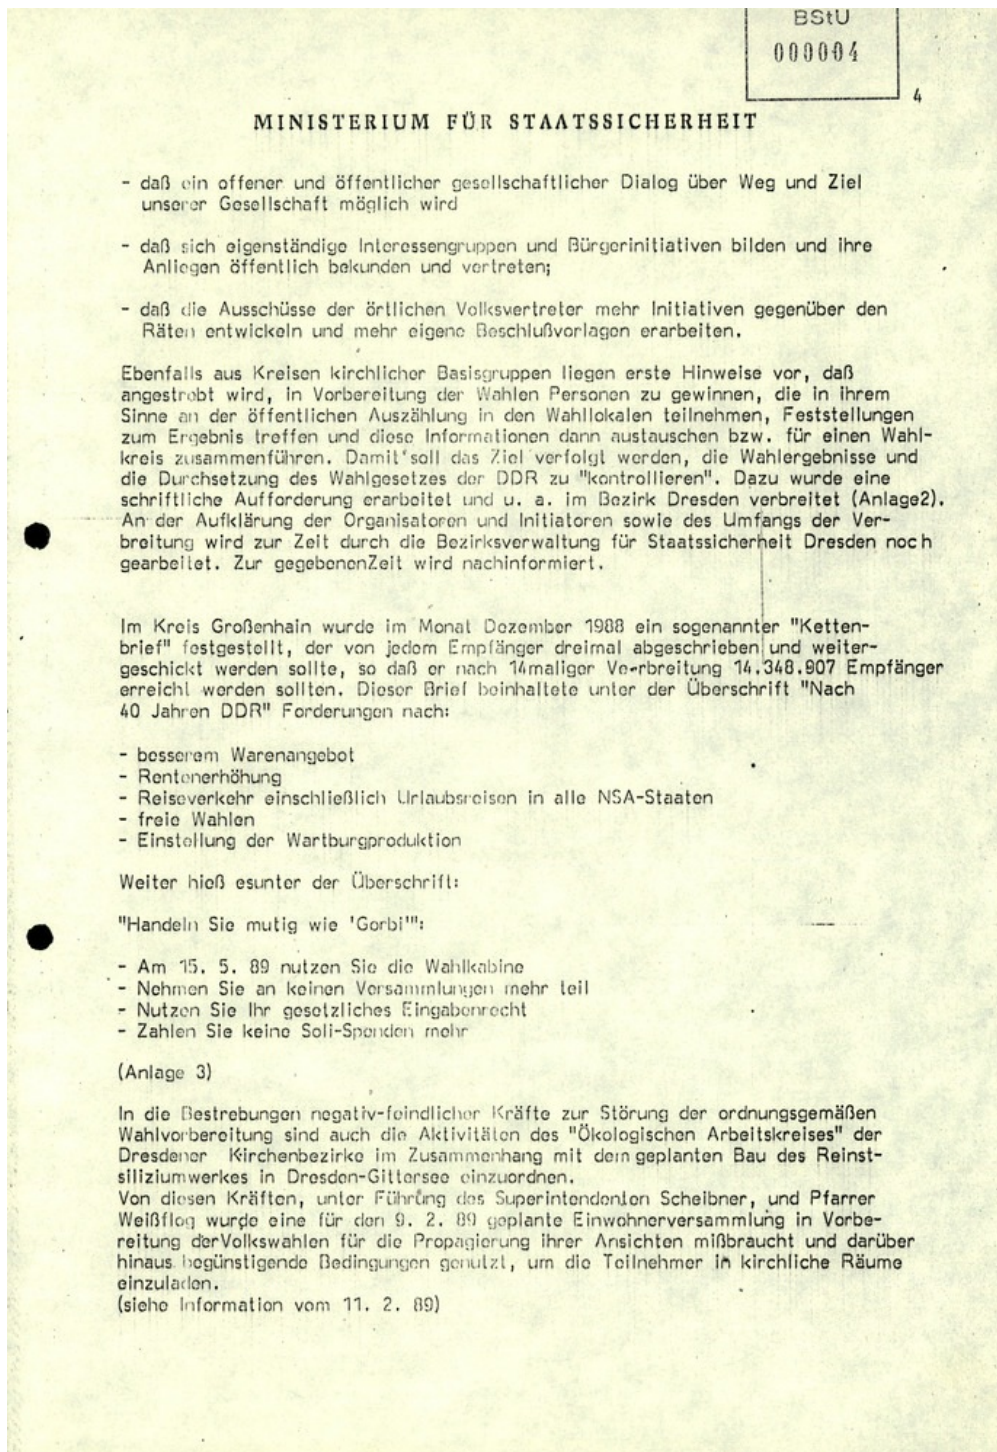 BStU
000004
4
MINISTERIUM FÜR STAATSSICHERHEIT
- daß ein offener und öffentlicher gesellschaftlicher Dialog über Weg und Ziel
unserer Gesellschaft möglich wird
- daß sich eigenständige Interessengruppen und Bürgerinitiativen bilden und ihre
Anliegen öffentlich bekunden und vertreten;
- daß die Ausschüsse der örtlichen Volksvertreter mehr Initiativen gegenüber den
Räten entwickeln und mehr eigene Beschlußvorlagen erarbeiten.
Ebenfalls aus Kreisen kirchlicher Basisgruppen liegen erste Hinweise vor, daß
angestrebt wird, in Vorbereitung der Wahlen Personen zu gewinnen, die in ihrem
Sinne an der öffentlichen Auszählung in den Wahllokalen teilnehmen, Feststellungen
zum Ergebnis treffen und diese Informationen dann austauschen bzw. für einen Wahl-
kreis zusammenführen. Damit soll das Ziel verfolgt werden, die Wahlergebnisse und
die Durchsetzung des Wahlgesetzes der DDR zu "kontrollieren". Dazu wurde eine
schriftliche Aufforderung erarbeitet und u. a. im Bezirk Dresden verbreitet (Anlage2).
An der Aufklärung der Organisatoren und Initiatoren sowie des Umfangs der Ver-
breitung wird zur Zeit durch die Bezirksverwaltung für Staatssicherheit Dresden noch
gearbeitet. Zur gegebenenZeit wird nachinformiert.
Im Kreis Großenhain wurde im Monat Dezember 1988 ein sogenannter "Ketten-
brief" festgestellt, der von jedem Empfänger dreimal abgeschrieben und weiter-
geschickt werden sollte, so daß er nach 14maliger Verbreitung 14.348.907 Empfänger
erreicht werden sollten. Dieser Brief beinhaltete unter der Überschrift "Nach
40 Jahren DDR" Forderungen nach:
- besserem Warenangebot
- Rentenerhöhung
- Reiseverkehr einschließlich Urlaubsreisen in alle NSA-Staaten
- freie Wahlen
- Einstellung der Wartburgproduktion
Weiter hieß esunter der Überschrift:
"Handeln Sie mutig wie 'Gorbi'":
- Am 15. 5. 89 nutzen Sie die Wahlkabine
- Nehmen Sie an keinen Versammlungen mehr teil
- Nutzen Sie Ihr gesetzliches Eingabenrecht
- Zahlen Sie keine Soli-Spenden mehr
(Anlage 3)
In die Bestrebungen negativ-feindlicher Kräfte zur Störung der ordnungsgemäßen
Wahlvorbereitung sind auch die Aktivitäten des "Ökologischen Arbeitskreises" der
Dresdener Kirchenbezirke im Zusammenhang mit dem geplanten Bau des Reinst-
siliziumwerkes in Dresden-Gittersee einzuordnen.
Von diesen Kräften, unter Führung des Superintendenten Scheibner, und Pfarrer
Weißflog wurde eine für den 9. 2. 89 geplante Einwohnerversammlung in Vorbe-
reitung derVolkswahlen für die Propagierung ihrer Ansichten mißbraucht und darüber
hinaus begünstigende Bedingungen genutzt, um die Teilnehmer in kirchliche Räume
einzuladen.
(siehe Information vom 11. 2. 89)